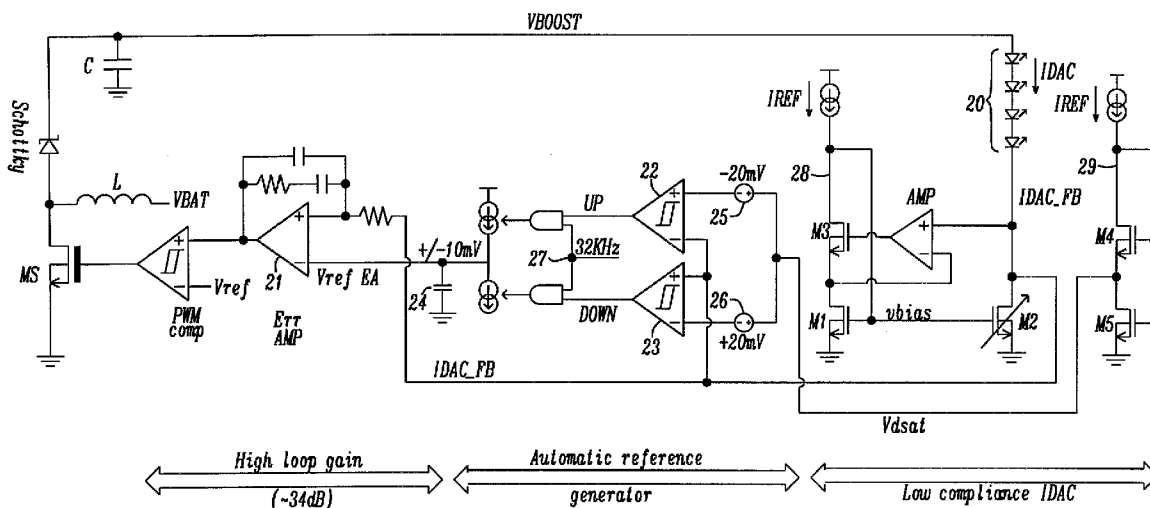 VBOOST
C
Schottky
L
VBAT
MS
PWM
comp
Vref
Err
AMP
21
Vref EA
+/-10mV
24
27
32KHz
UP
DOWN
22
23
-20mV
25
26
+20mV
IDAC_FB
IREF
28
M3
AMP
M1
vbias
M2
20
IDAC
IDAC_FB
IREF
29
M4
M5
Vdsat
High loop gain
(~34dB)
Automatic reference
generator
Low compliance IDAC